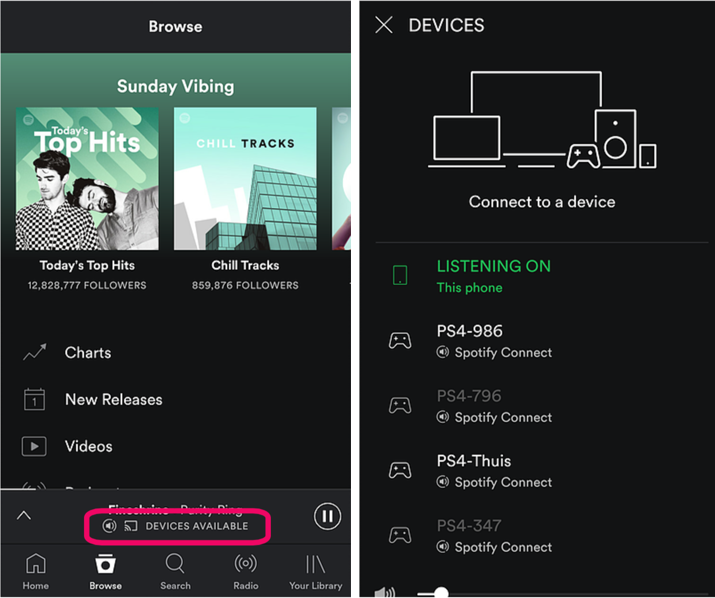 Browse
Sunday Vibing
Today's
Top Hits
CHILL TRACKS
Today's Top Hits
12,828,777 FOLLOWERS
Chill Tracks
859,876 FOLLOWERS
Charts
1
New Releases
Videos
Fineshrine - Purity Ring
DEVICES AVAILABLE
Home
Browse
Search
Radio
Your Library
DEVICES
Connect to a device
LISTENING ON
This phone
PS4-986
Spotify Connect
PS4-796
Spotify Connect
PS4-Thuis
Spotify Connect
PS4-347
Spotify Connect